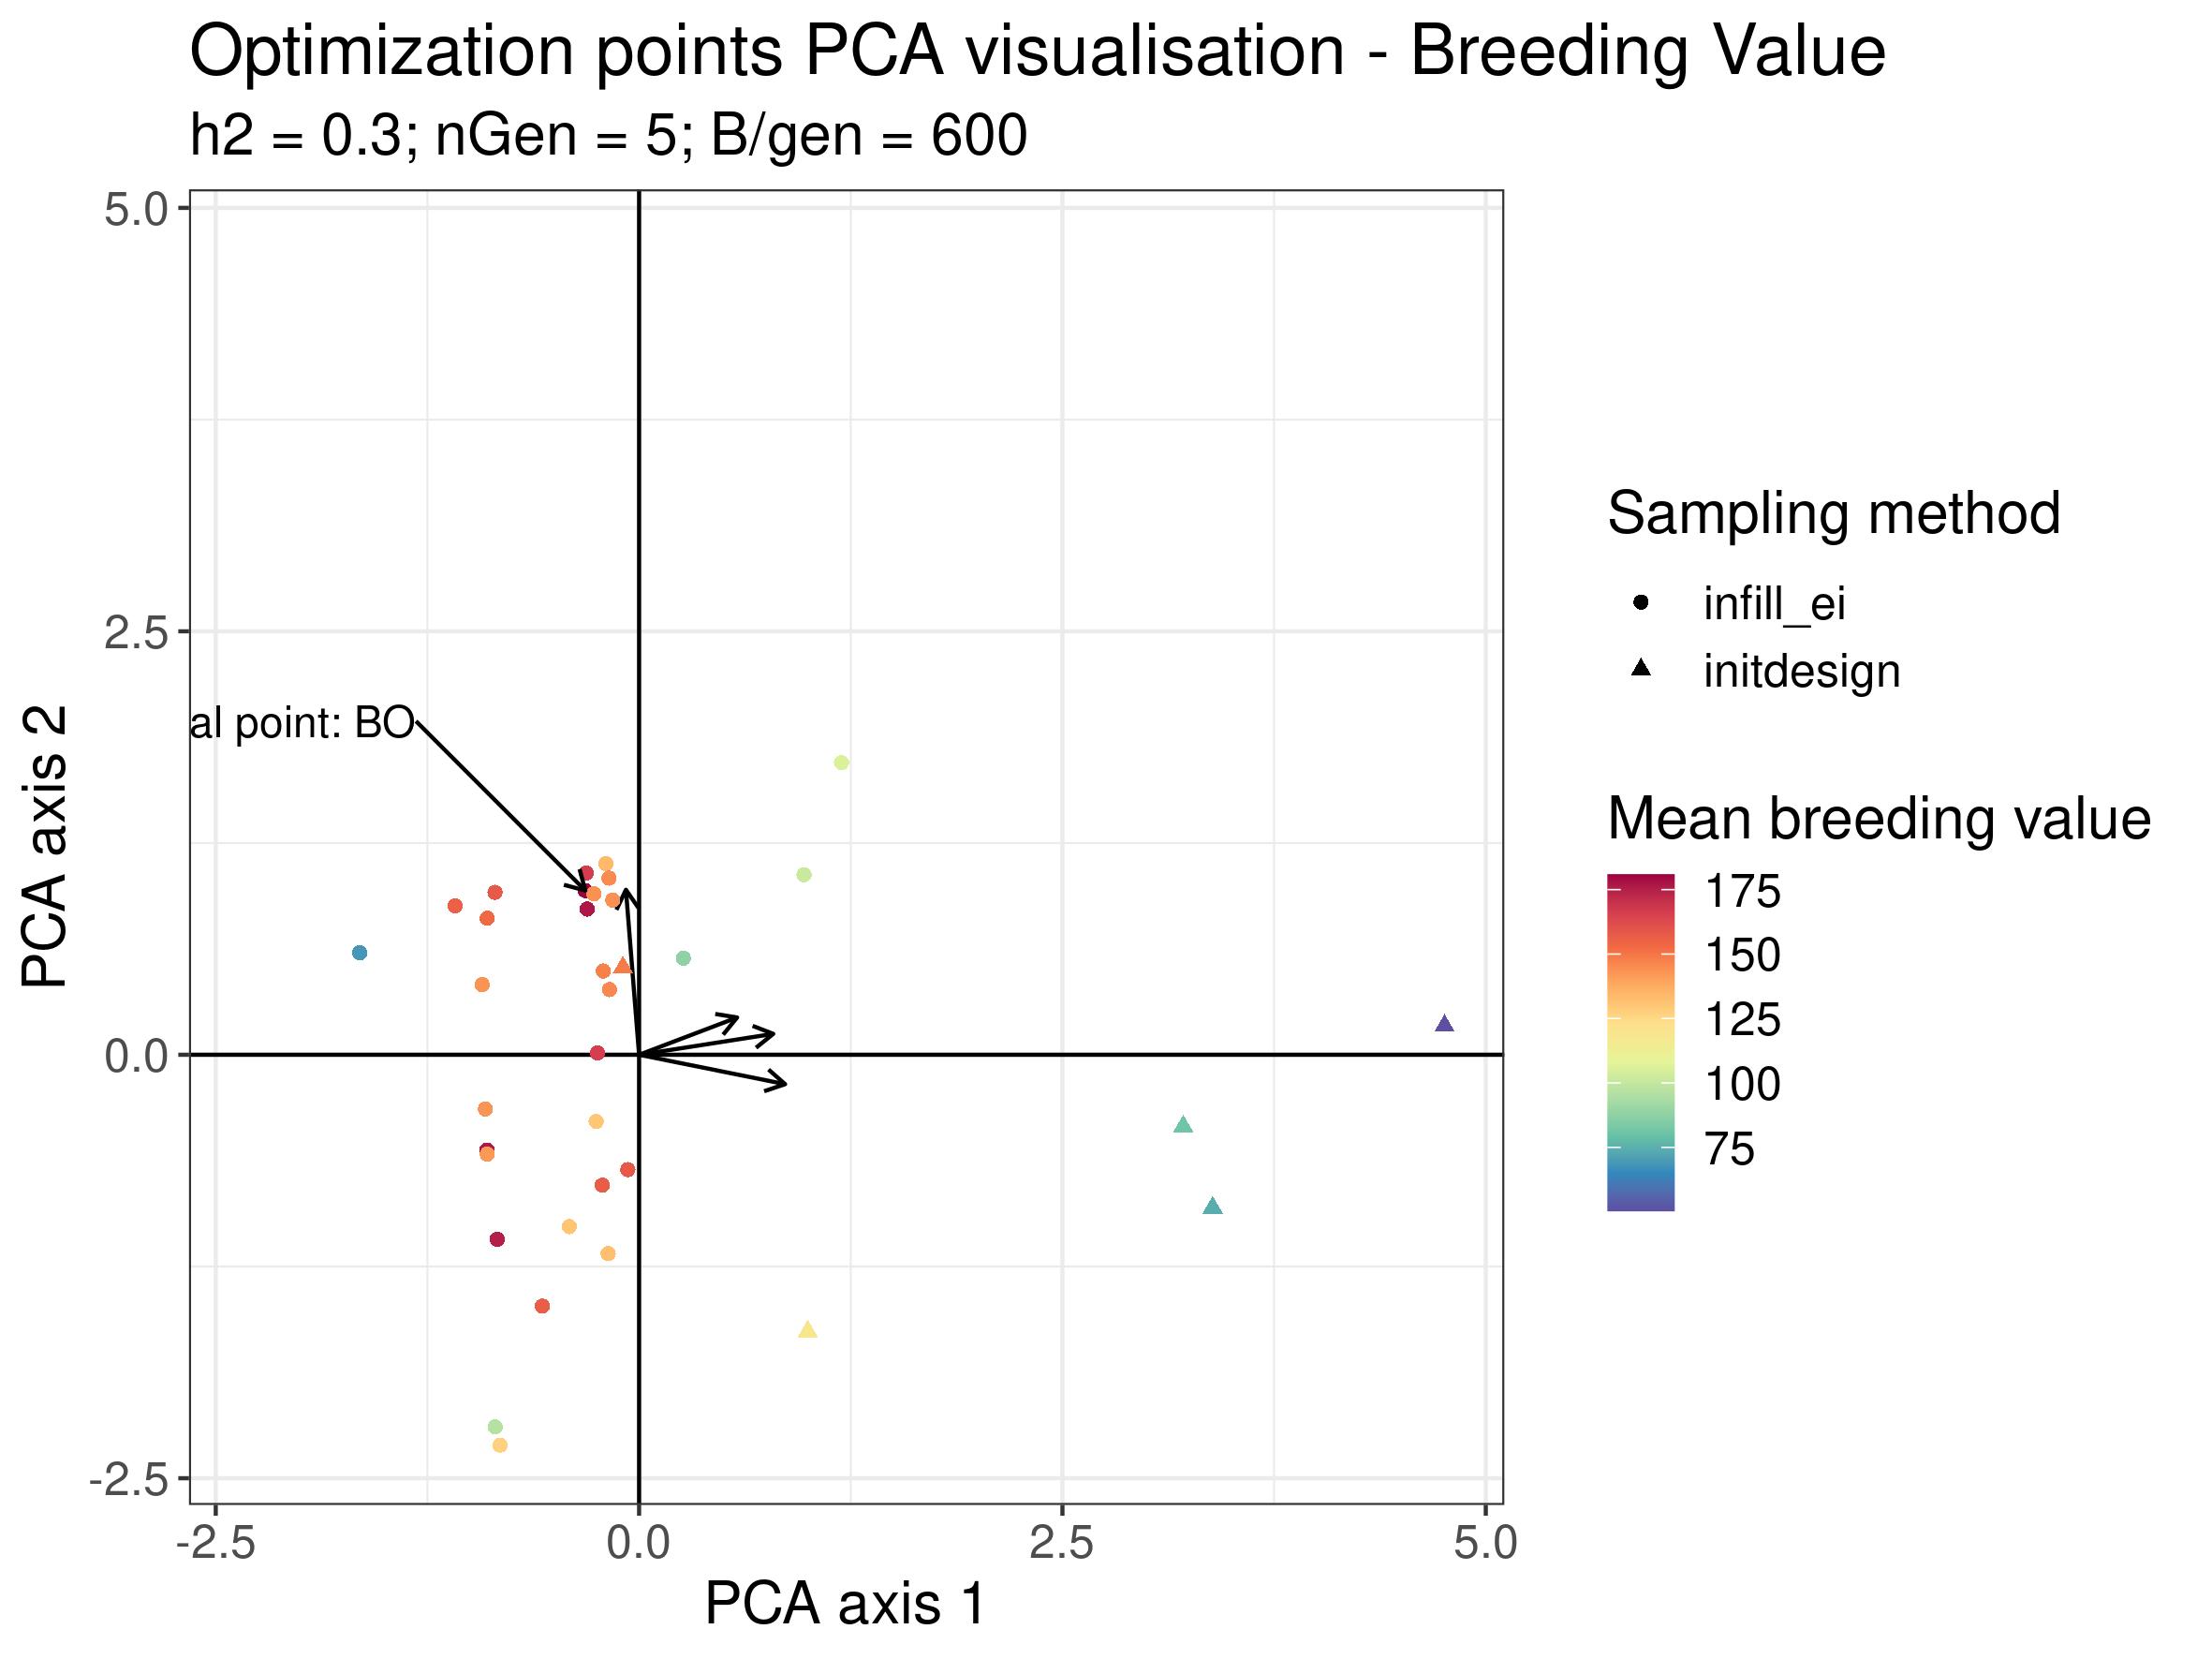 Optimization points PCA visualisation - Breeding Value
h2 = 0.3; nGen = 5; B/gen = 600
5.0
2.5
0.0
-2.5
PCA axis 2
al point: BO
-2.5
0.0
2.5
5.0
PCA axis 1
Sampling method
infill_ei
initdesign
Mean breeding value
175
150
125
100
75